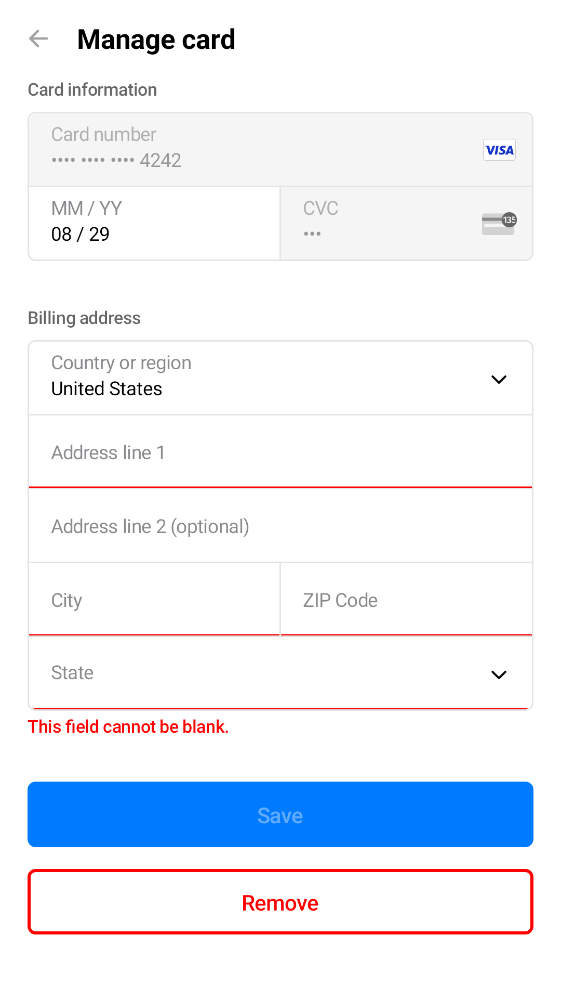 Manage card
Card information
Card number
•••• •••• •••• 4242
VISA
MM / YY
08 / 29
CVC
•••
135
Billing address
Country or region
United States
Address line 1
Address line 2 (optional)
City
ZIP Code
State
This field cannot be blank.
Save
Remove